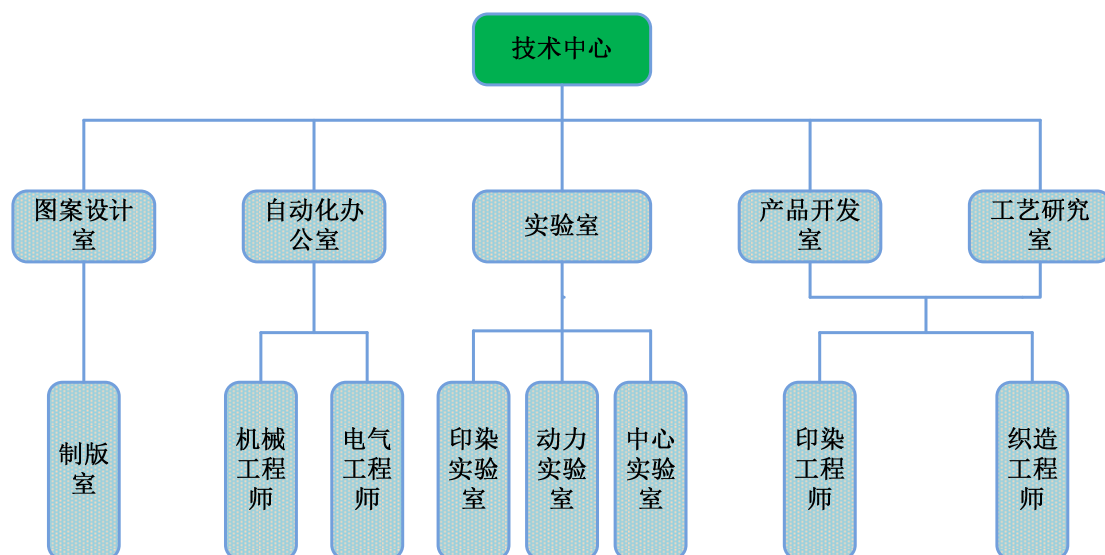 技术中心
图案设计
室
自动化办
公室
实验室
产品开发
室
工艺研究
室
制版
室
机械
工程
师
电气
工程
师
印染
实验
室
动力
实验
室
中心
实验
室
印染
工程
师
织造
工程
师